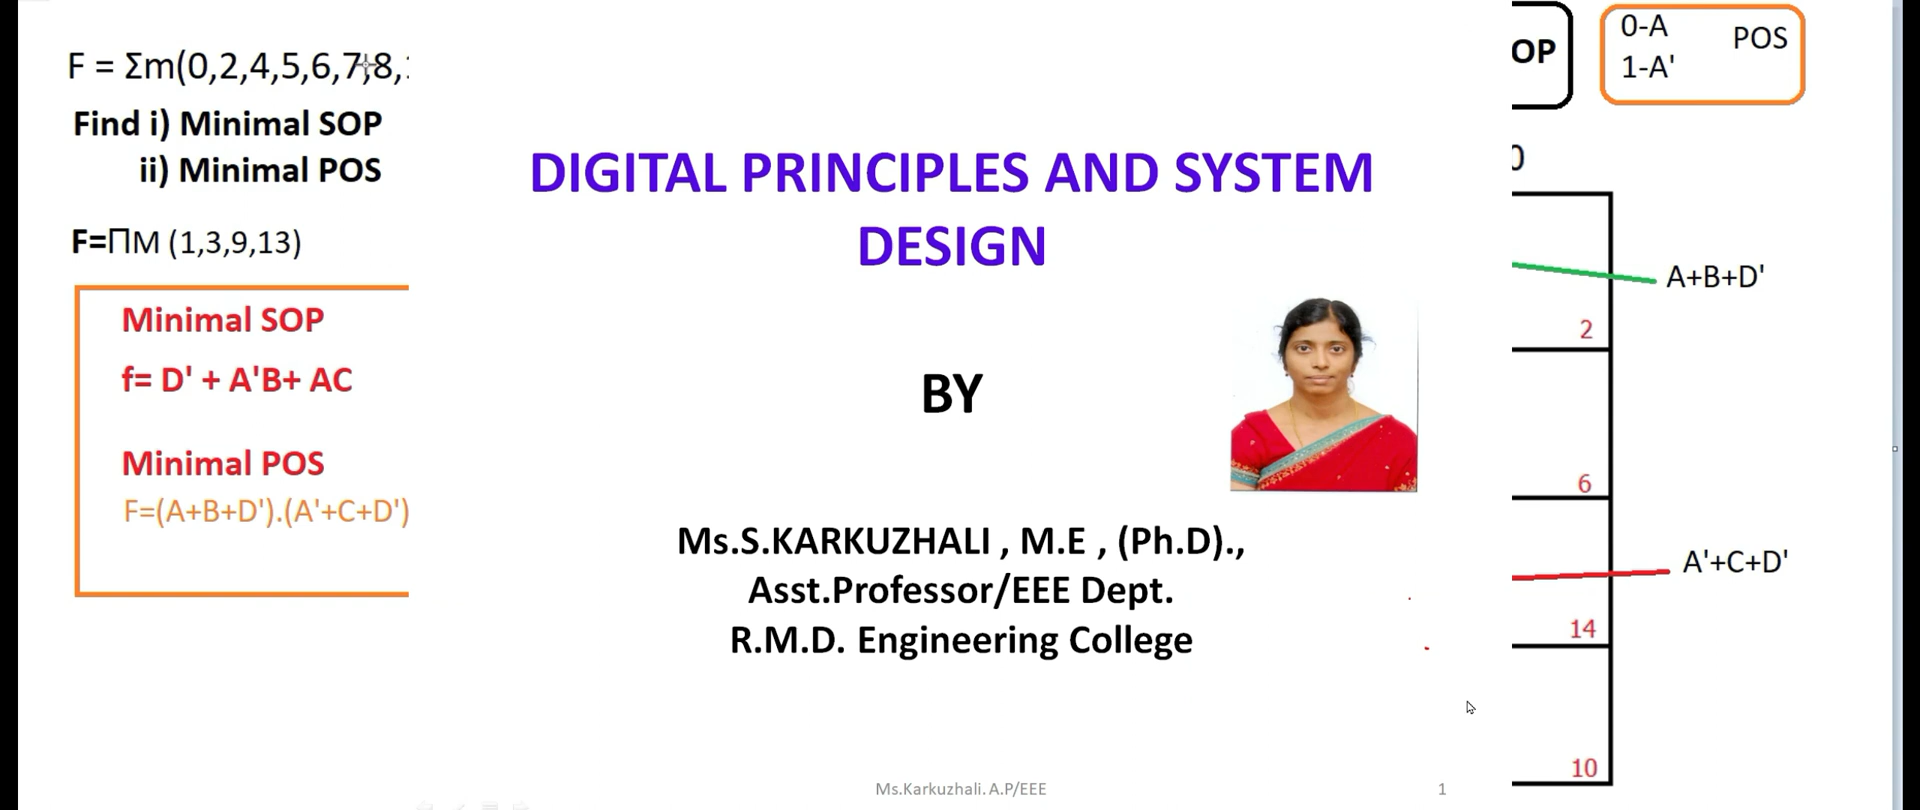 F = Σm(0,2,4,5,6,7,8,
Find i) Minimal SOP
ii) Minimal POS
F=ΠM (1,3,9,13)
Minimal SOP
f= D' + A'B+ AC
Minimal POS
F=(A+B+D').(A'+C+D')
DIGITAL PRINCIPLES AND SYSTEM
DESIGN
BY
Ms.S.KARKUZHALI , M.E , (Ph.D).,
Asst.Professor/EEE Dept.
R.M.D. Engineering College
Ms.Karkuzhali. A.P/EEE
1
OP
0-A
POS
1-A'
0
A+B+D'
2
6
A'+C+D'
14
10